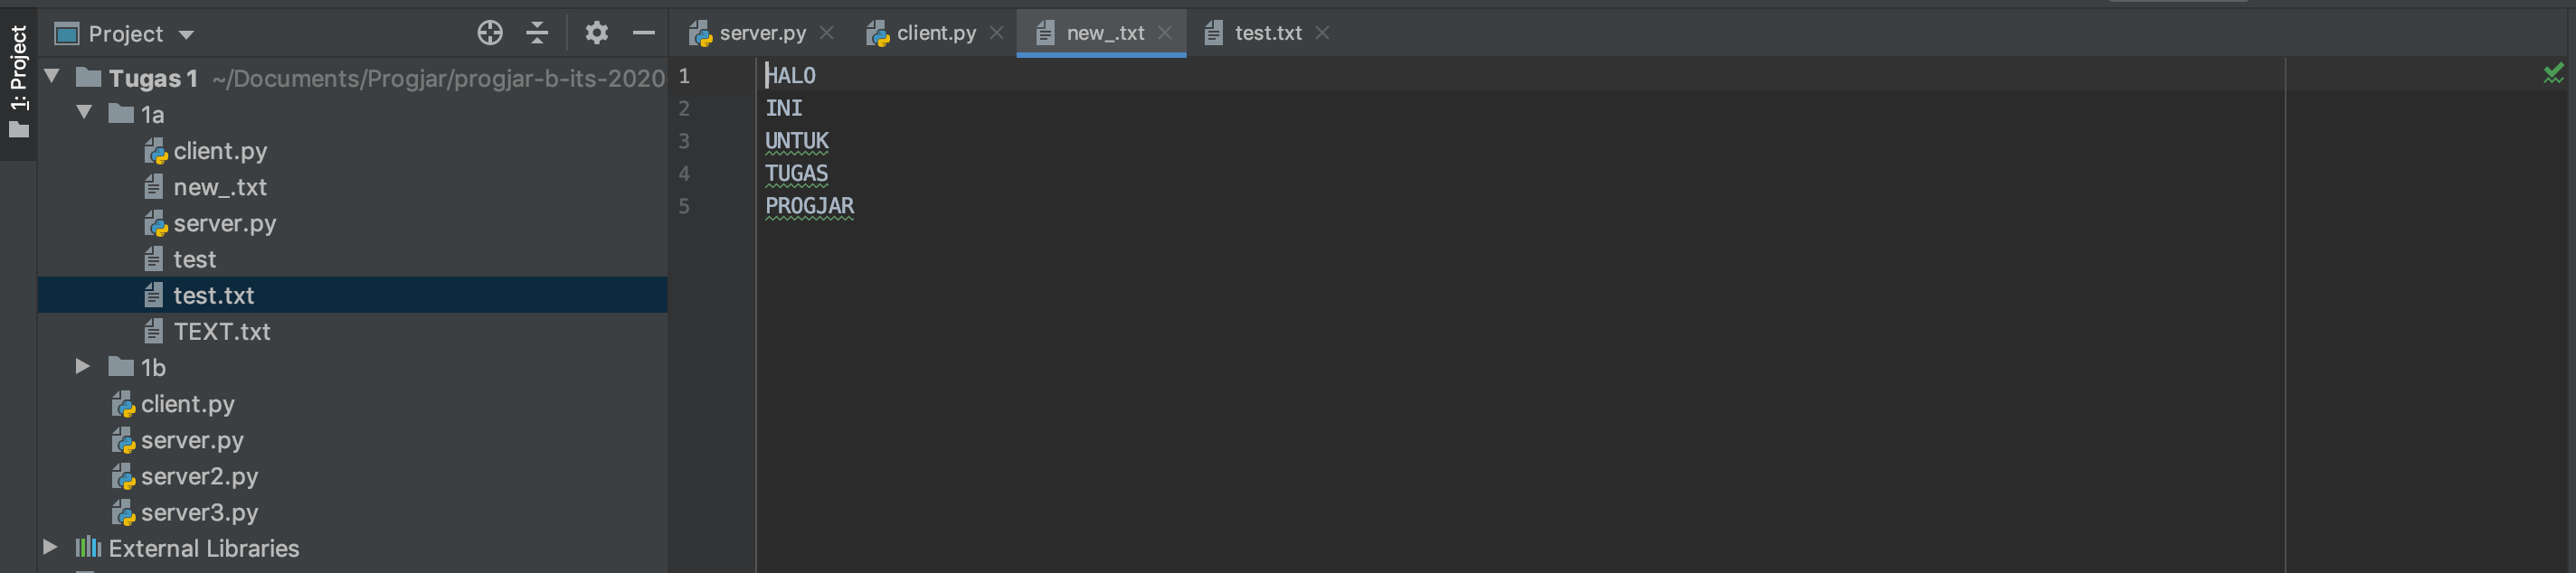 1: Project
Project
Tugas 1 ~/Documents/Progjar/progjar-b-its-2020
1a
client.py
new_.txt
server.py
test
test.txt
TEXT.txt
1b
client.py
server.py
server2.py
server3.py
External Libraries
server.py client.py new_.txt test.txt
1 HALO
2 INI
3 UNTUK
4 TUGAS
5 PROGJAR